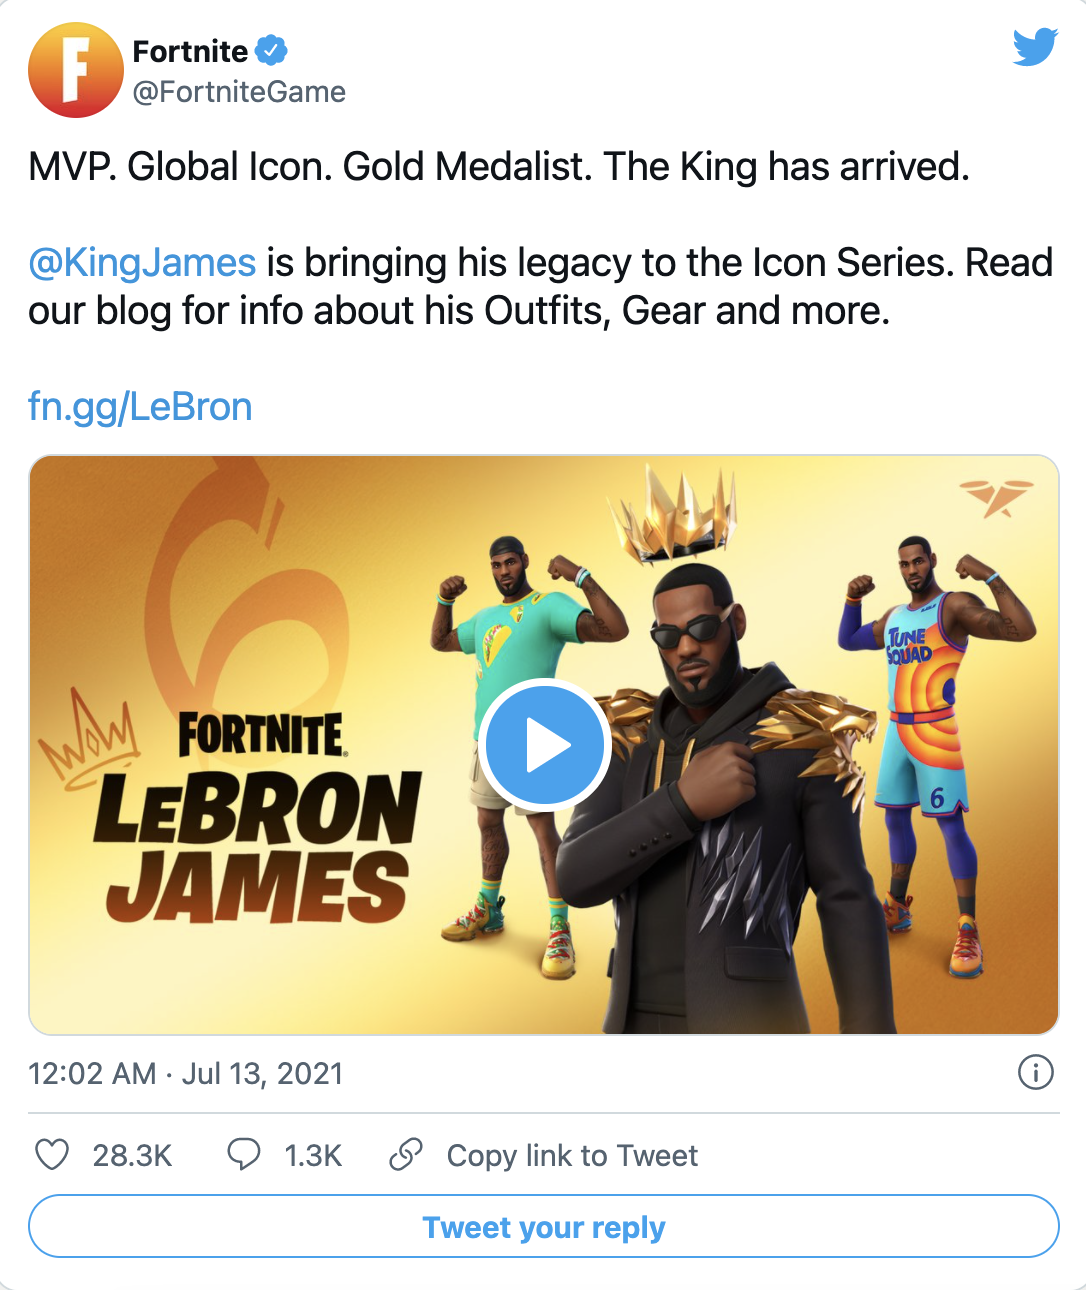 Fortnite
@FortniteGame
MVP. Global Icon. Gold Medalist. The King has arrived.
@KingJames is bringing his legacy to the Icon Series. Read
our blog for info about his Outfits, Gear and more.
fn.gg/LeBron
6
FORTNITE
LEBRON
JAMES
TUNE
SQUAD
6
12:02 AM · Jul 13, 2021
28.3K
1.3K
Copy link to Tweet
Tweet your reply